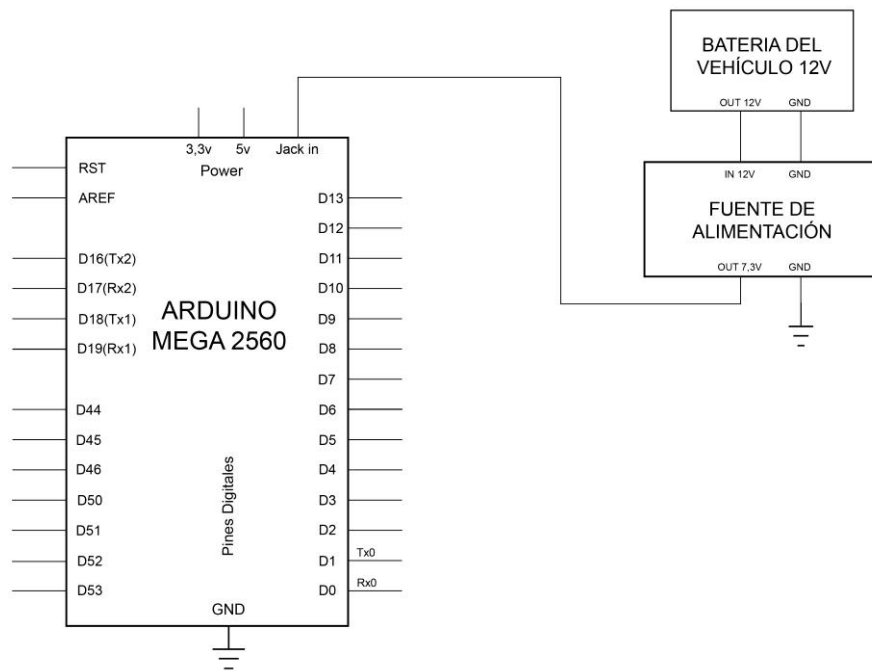 BATERIA DEL
VEHÍCULO 12V
OUT 12V GND
IN 12V GND
FUENTE DE
ALIMENTACIÓN
OUT 7,3V GND
3,3v 5v Jack in
Power
RST
AREF
D16(Tx2)
D17(Rx2)
D18(Tx1)
D19(Rx1)
D44
D45
D46
D50
D51
D52
D53
ARDUINO
MEGA 2560
Pines Digitales
D13
D12
D11
D10
D9
D8
D7
D6
D5
D4
D3
D2
D1 Tx0
D0 Rx0
GND